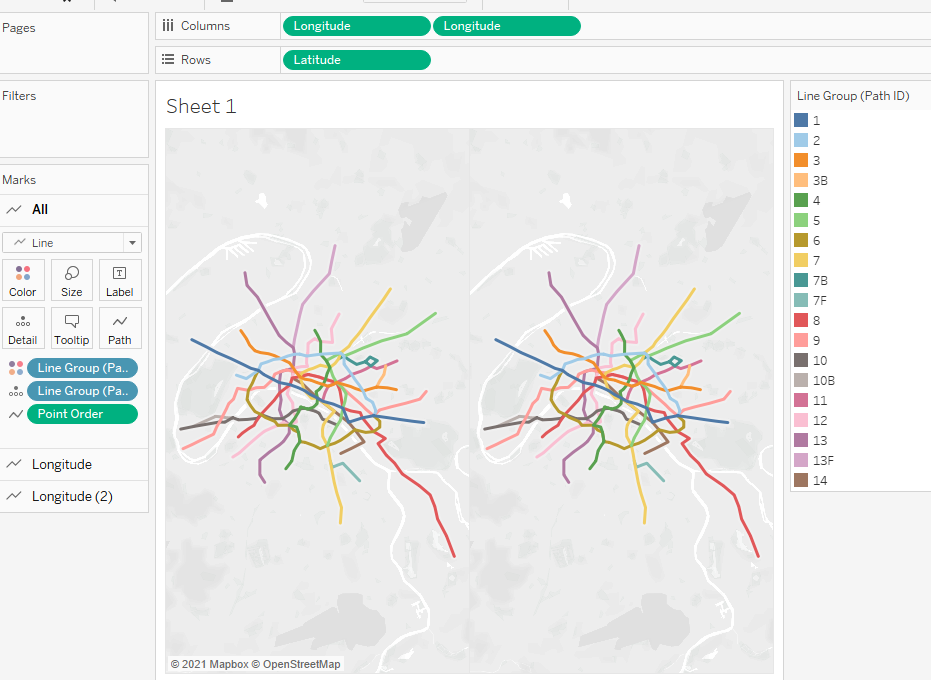 Pages
Columns
Longitude
Longitude
Rows
Latitude
Filters
Marks
All
Line
Color
Size
Label
Detail
Tooltip
Path
Line Group (Pa..
Line Group (Pa..
Point Order
Longitude
Longitude (2)
Sheet 1
© 2021 Mapbox © OpenStreetMap
Line Group (Path ID)
1
2
3
3B
4
5
6
7
7B
7F
8
9
10
10B
11
12
13
13F
14